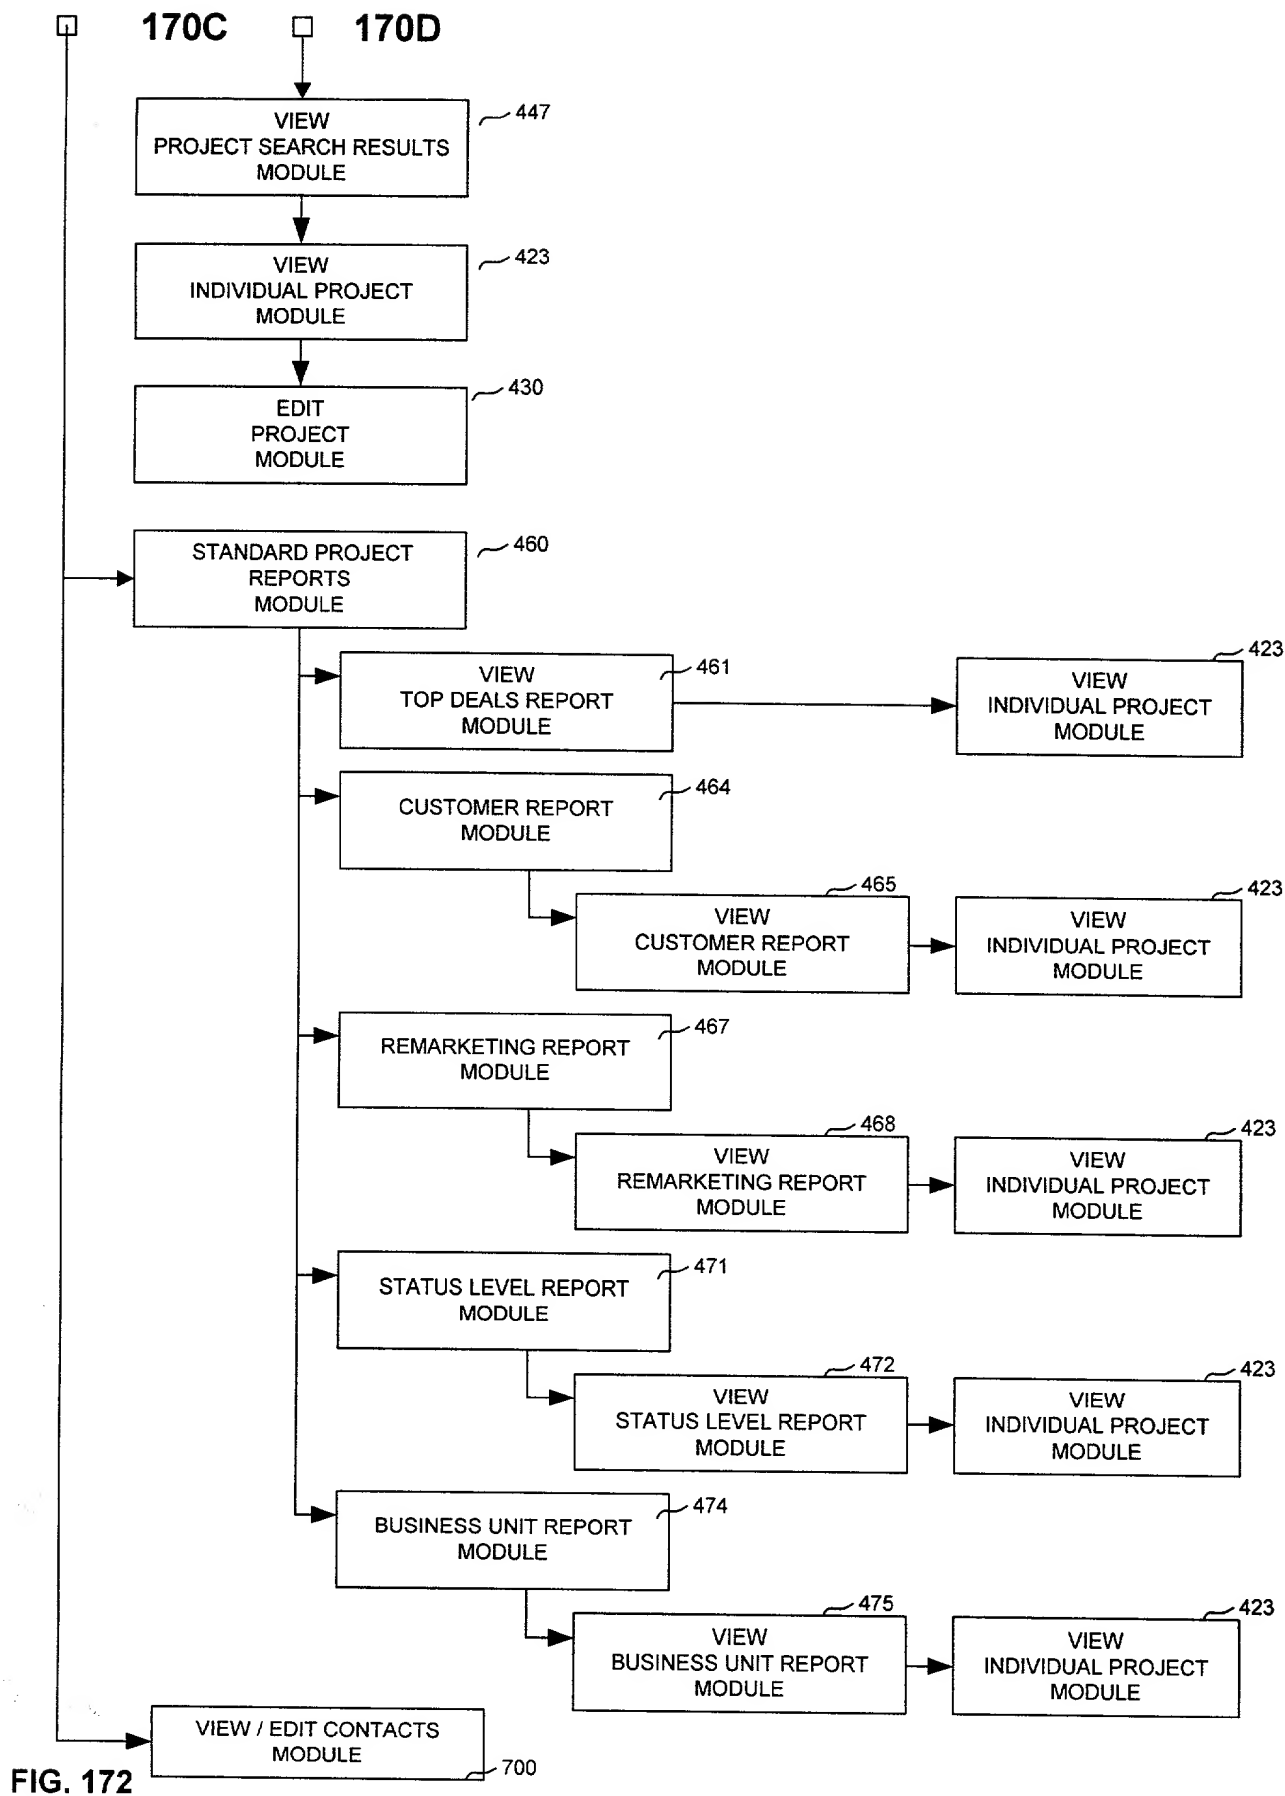 170C
170D
VIEW
PROJECT SEARCH RESULTS
MODULE
447
VIEW
INDIVIDUAL PROJECT
MODULE
423
EDIT
PROJECT
MODULE
430
STANDARD PROJECT
REPORTS
MODULE
460
VIEW
TOP DEALS REPORT
MODULE
461
VIEW
INDIVIDUAL PROJECT
MODULE
423
CUSTOMER REPORT
MODULE
464
VIEW
CUSTOMER REPORT
MODULE
465
VIEW
INDIVIDUAL PROJECT
MODULE
423
REMARKETING REPORT
MODULE
467
VIEW
REMARKETING REPORT
MODULE
468
VIEW
INDIVIDUAL PROJECT
MODULE
423
STATUS LEVEL REPORT
MODULE
471
VIEW
STATUS LEVEL REPORT
MODULE
472
VIEW
INDIVIDUAL PROJECT
MODULE
423
BUSINESS UNIT REPORT
MODULE
474
VIEW
BUSINESS UNIT REPORT
MODULE
475
VIEW
INDIVIDUAL PROJECT
MODULE
423
VIEW / EDIT CONTACTS
MODULE
700
FIG. 172